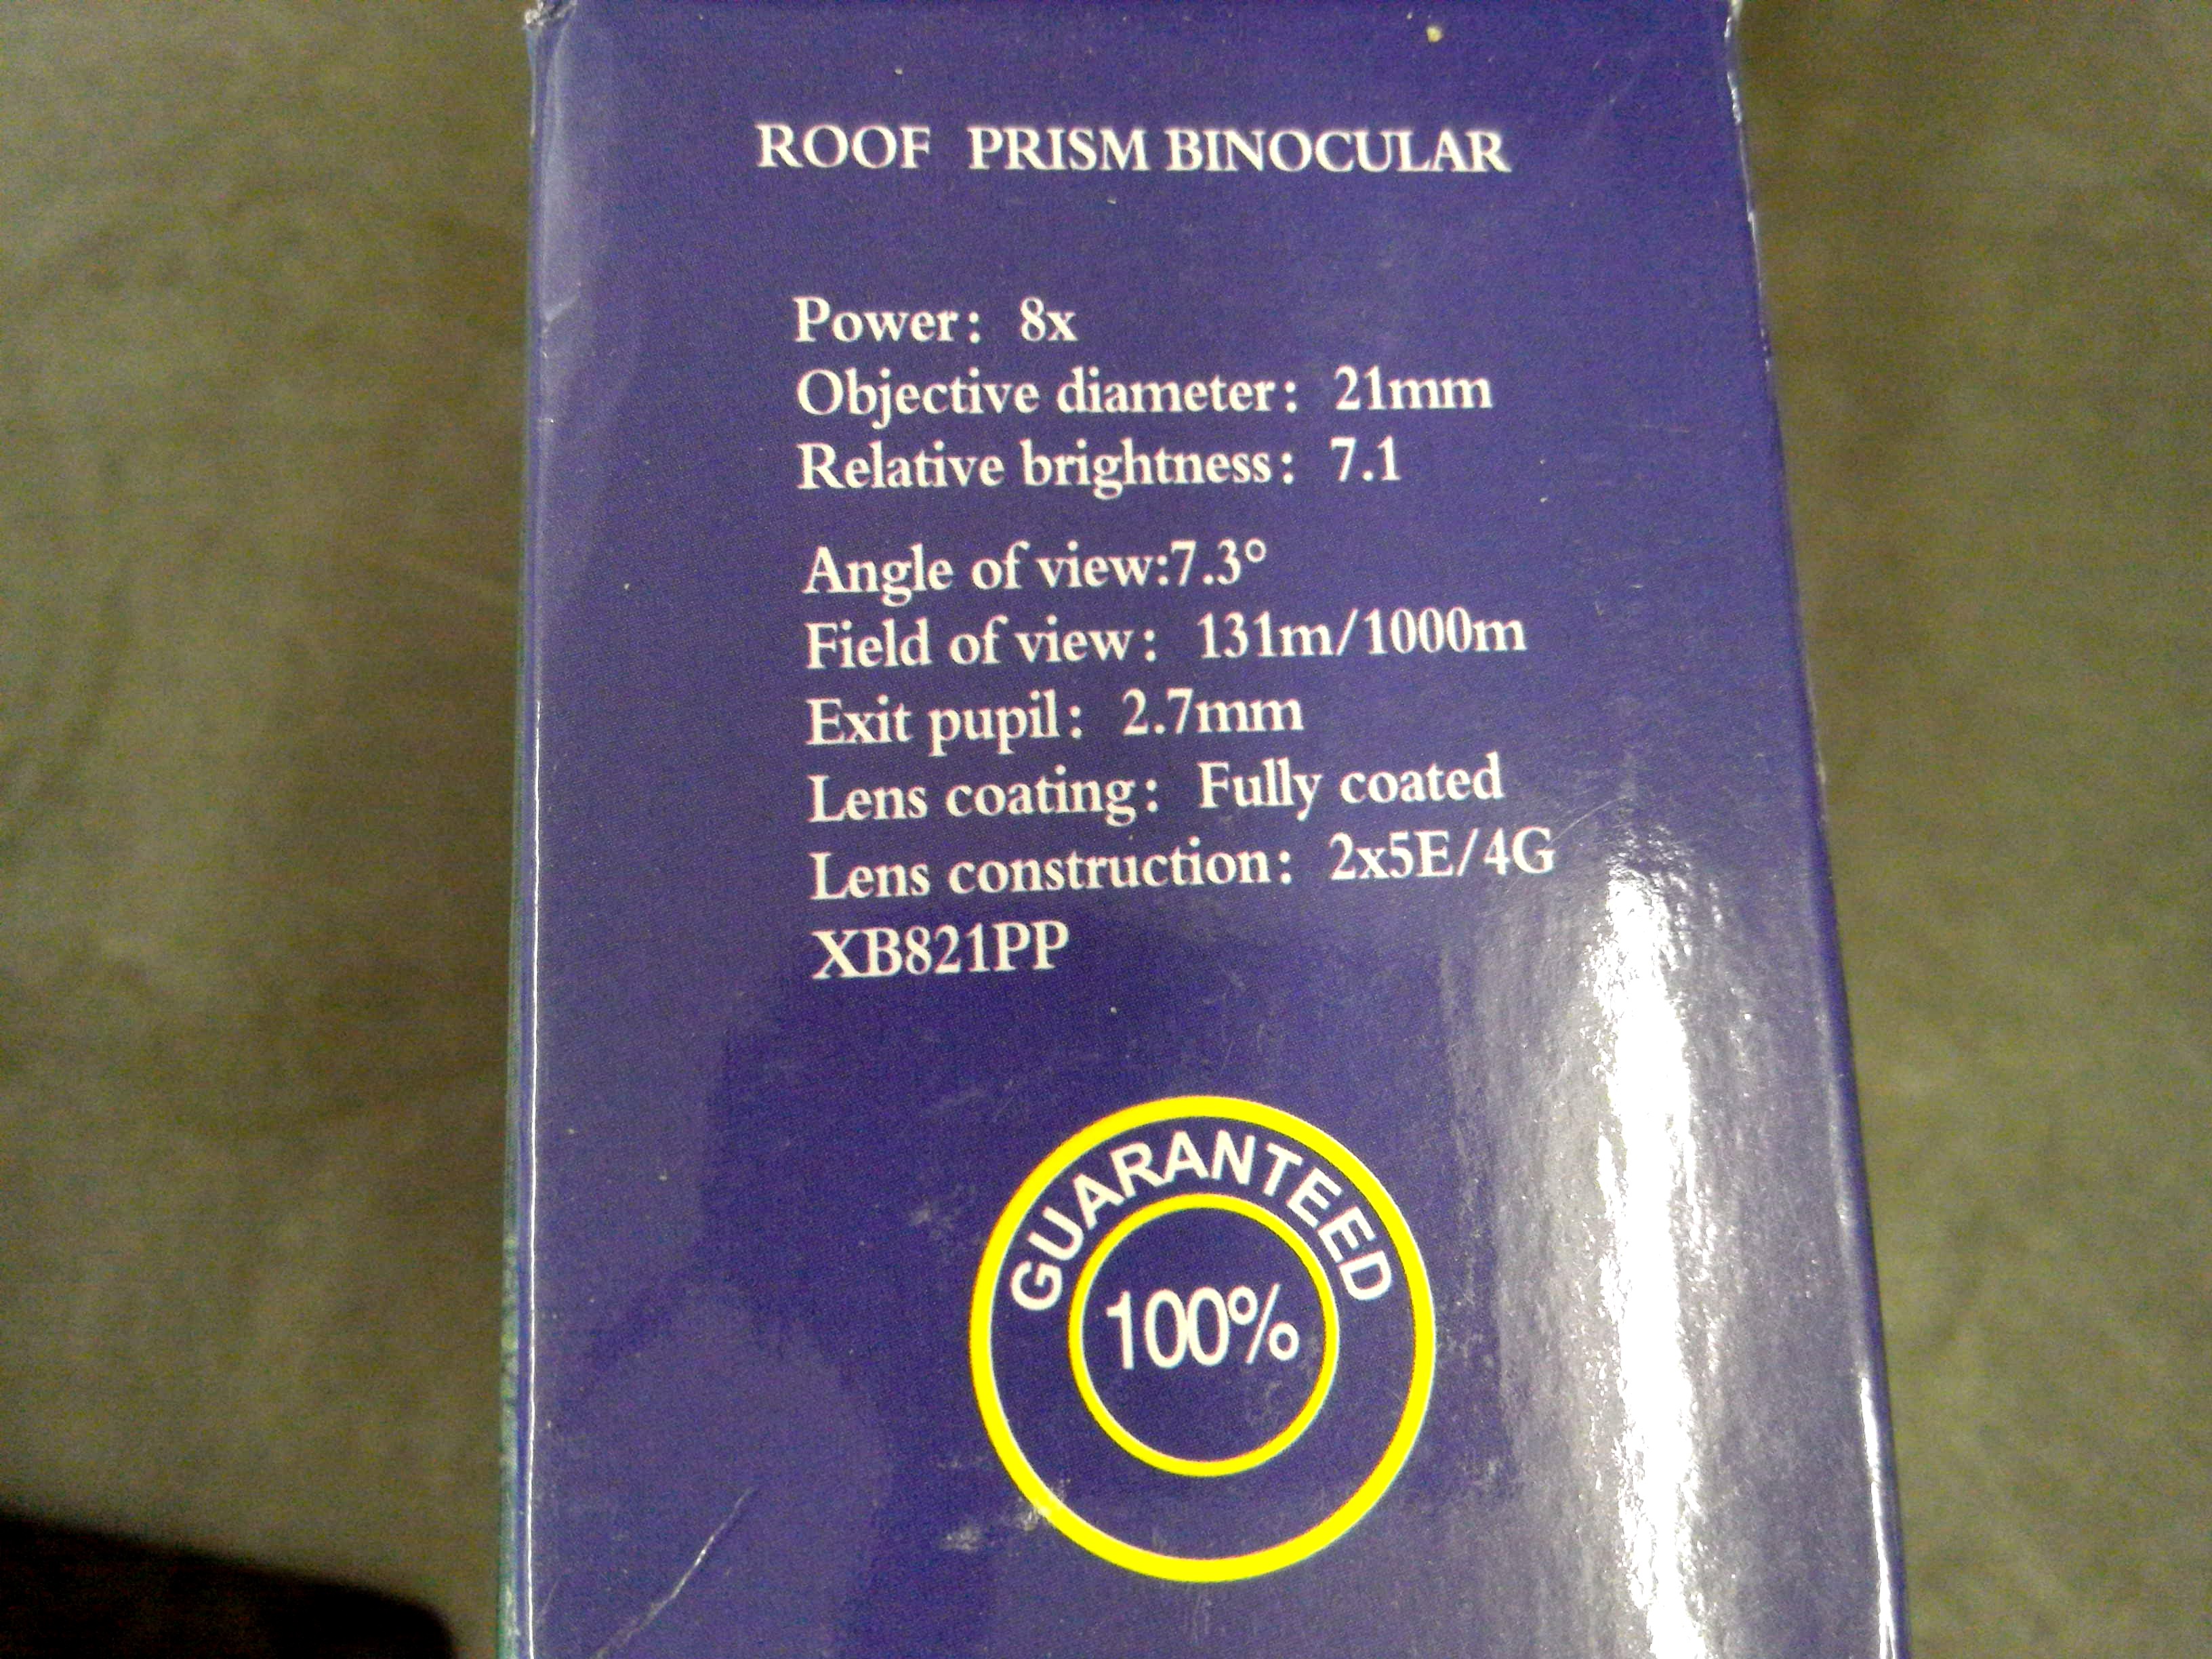 ROOF PRISM BINOCULAR
Power: 8x
Objective diameter: 21mm
Relative brightness: 7.1
Angle of view:7.3°
Field of view: 131m/1000m
Exit pupil: 2.7mm
Lens coating: Fully coated
Lens construction: 2x5E/4G
XB821PP
GUARANTEED
100%